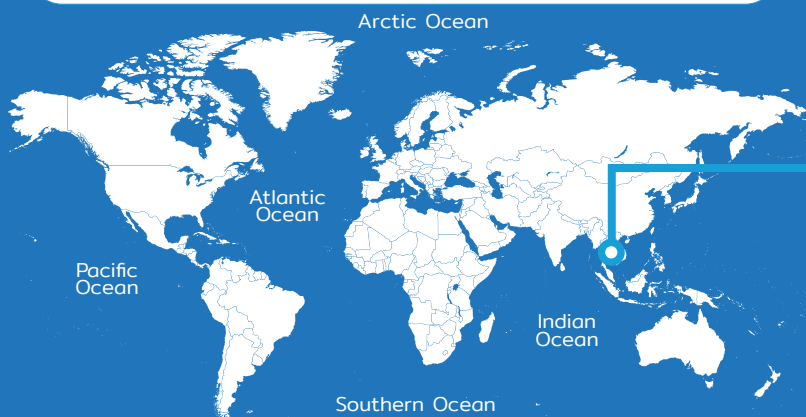 Arctic Ocean
Atlantic
Ocean
Pacific
Ocean
Indian
Ocean
Southern Ocean